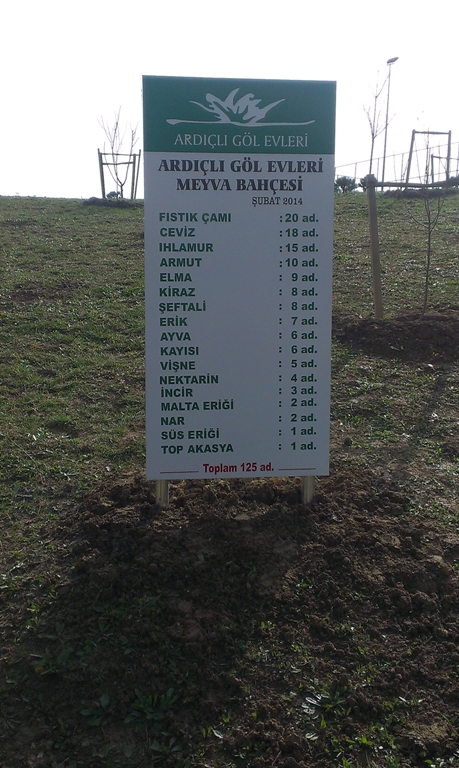 ARDIÇLI GÖL EVLERİ
ARDIÇLI GÖL EVLERİ
MEYVA BAHÇESİ
ŞUBAT 2014
FISTIK ÇAMI : 20 ad.
CEVİZ : 18 ad.
IHLAMUR : 15 ad.
ARMUT : 10 ad.
ELMA : 9 ad.
KİRAZ : 8 ad.
ŞEFTALİ : 8 ad.
ERİK : 7 ad.
AYVA : 6 ad.
KAYISI : 6 ad.
VİŞNE : 5 ad.
NEKTARİN : 4 ad.
İNCİR : 3 ad.
MALTA ERİĞİ : 2 ad.
NAR : 2 ad.
SÜS ERİĞİ : 1 ad.
TOP AKASYA : 1 ad.
Toplam 125 ad.